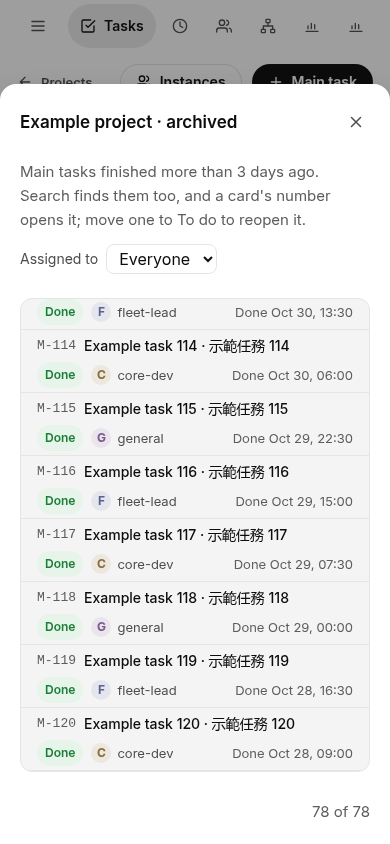 Tasks
Projects
Instances
Main task
Example project · archived
Main tasks finished more than 3 days ago.
Search finds them too, and a card's number
opens it; move one to To do to reopen it.
Assigned to Everyone
Done F fleet-lead Done Oct 30, 13:30
M-114 Example task 114 · 示範任務 114
Done C core-dev Done Oct 30, 06:00
M-115 Example task 115 · 示範任務 115
Done G general Done Oct 29, 22:30
M-116 Example task 116 · 示範任務 116
Done F fleet-lead Done Oct 29, 15:00
M-117 Example task 117 · 示範任務 117
Done C core-dev Done Oct 29, 07:30
M-118 Example task 118 · 示範任務 118
Done G general Done Oct 29, 00:00
M-119 Example task 119 · 示範任務 119
Done F fleet-lead Done Oct 28, 16:30
M-120 Example task 120 · 示範任務 120
Done C core-dev Done Oct 28, 09:00
78 of 78